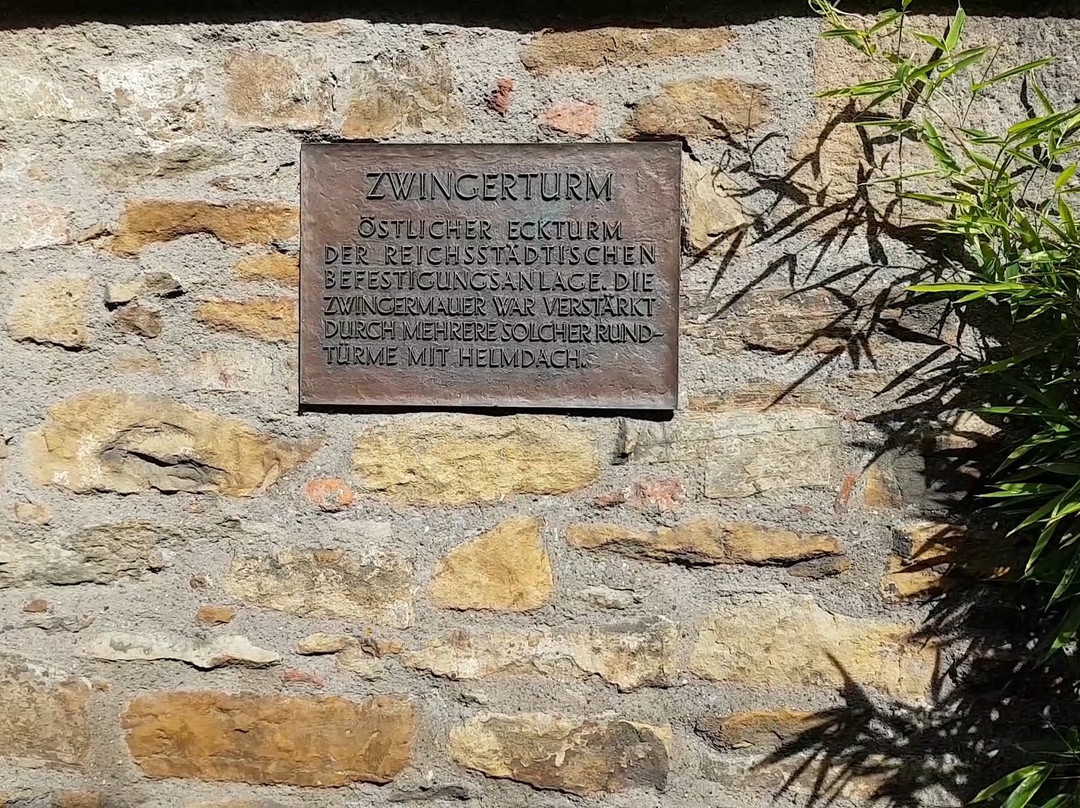 ZWINGERTURM
ÖSTLICHER ECKTURM
DER REICHSSTÄDTISCHEN
BEFESTIGUNGSANLAGE. DIE
ZWINGERMAUER WAR VERSTÄRKT
DURCH MEHRERE SOLCHER RUND-
TÜRME MIT HELMDACH.